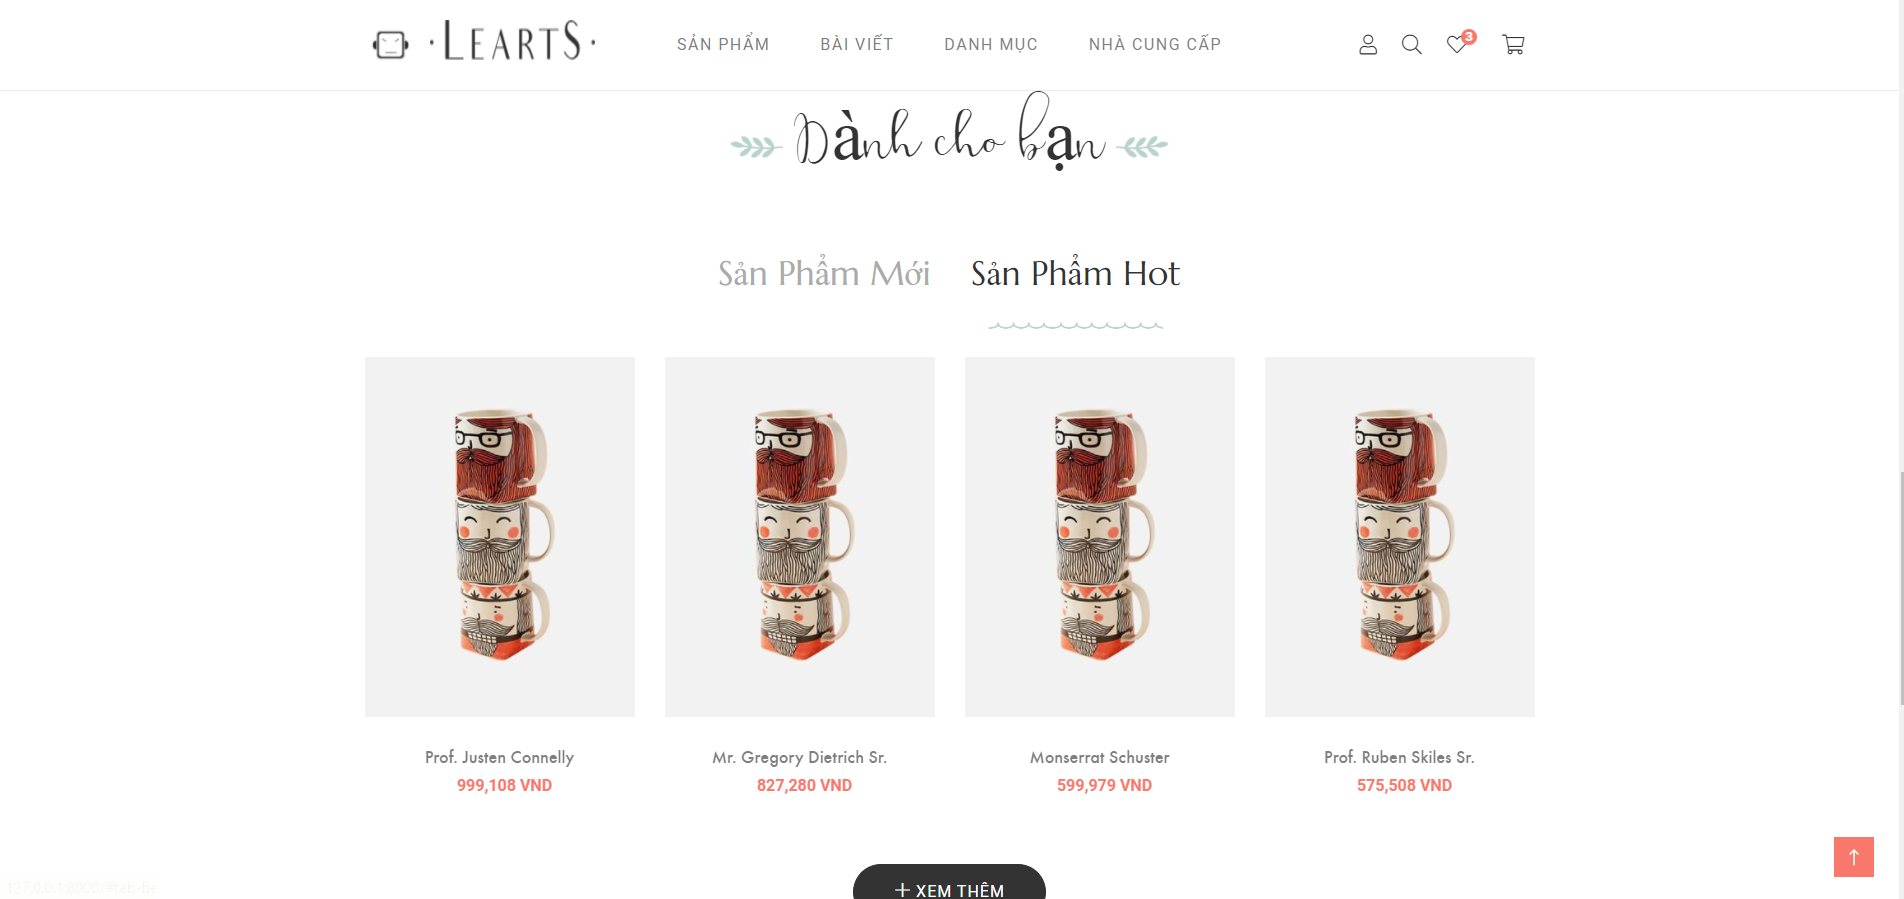 ·LEARTS·
SẢN PHẨM BÀI VIẾT DANH MỤC NHÀ CUNG CẤP
3
Dành cho bạn
Sản Phẩm Mới Sản Phẩm Hot
Prof. Justen Connelly Mr. Gregory Dietrich Sr. Monserrat Schuster Prof. Ruben Skiles Sr.
999,108 VND 827,280 VND 599,979 VND 575,508 VND
XEM THÊM
127.0.0.1:8000/#tab-be